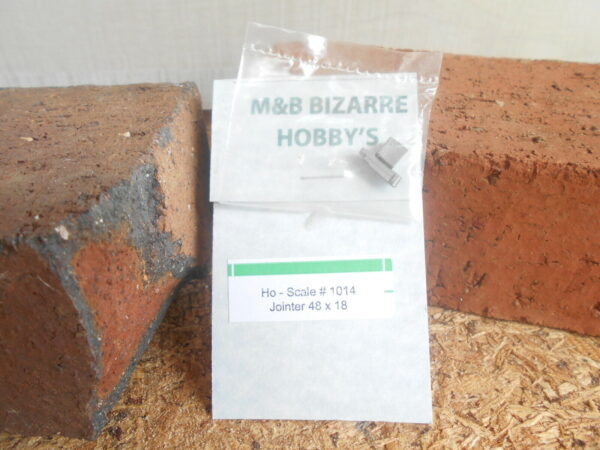 M&B BIZARRE
HOBBY'S
Ho - Scale # 1014
Jointer 48 x 18